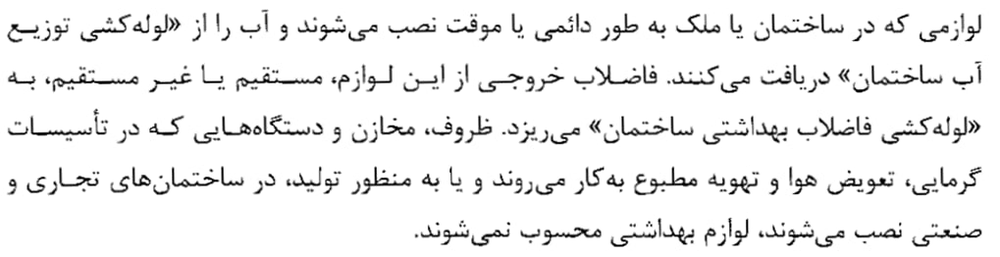 لوازمی که در ساختمان یا ملک به طور دائمی یا موقت نصب می‌شوند و آب را از «لوله‌کشی توزیع
آب ساختمان» دریافت می‌کنند. فاضلاب خروجی از این لوازم، مستقیم یا غیر مستقیم، به
«لوله‌کشی فاضلاب بهداشتی ساختمان» می‌ریزد. ظروف، مخازن و دستگاه‌هایی که در تأسیسات
گرمایی، تعویض هوا و تهویه مطبوع به‌کار می‌روند و یا به منظور تولید، در ساختمان‌های تجاری و
صنعتی نصب می‌شوند، لوازم بهداشتی محسوب نمی‌شوند.